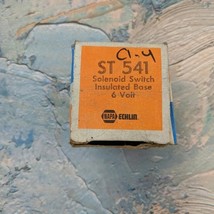 a-4
ST 541
Solenoid Switch
Insulated Base
6 Volt
NAPA ECHLIN